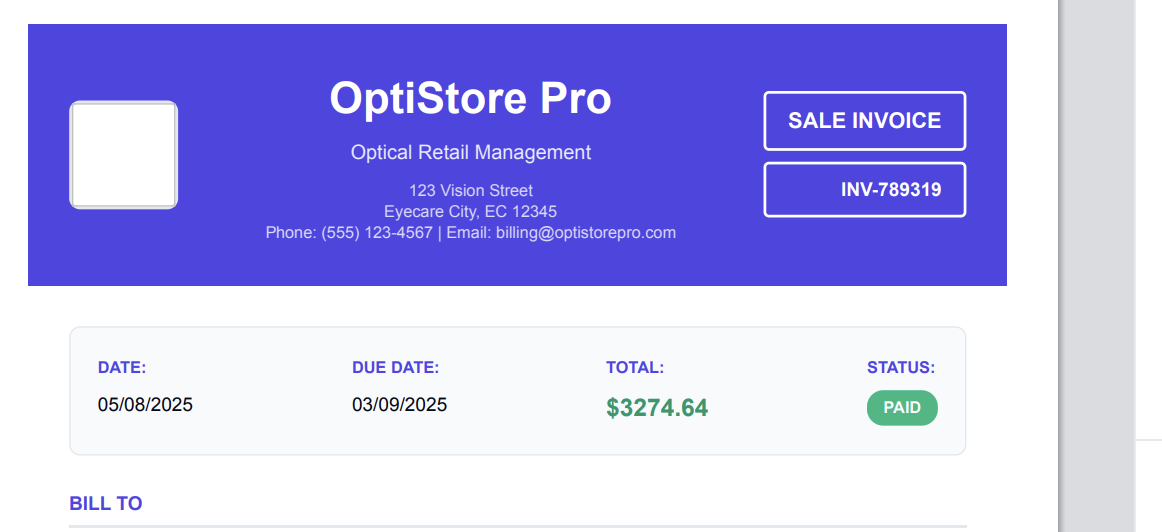 OptiStore Pro
Optical Retail Management
123 Vision Street
Eyecare City, EC 12345
Phone: (555) 123-4567 | Email: billing@optistorepro.com
SALE INVOICE
INV-789319
DATE:
05/08/2025
DUE DATE:
03/09/2025
TOTAL:
$3274.64
STATUS:
PAID
BILL TO